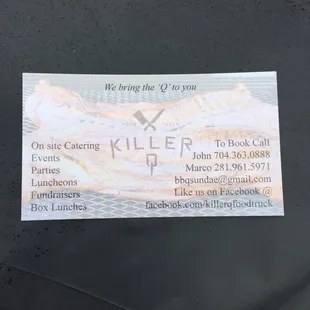 We bring the 'Q' to you
KILLER
Q
On site Catering
Events
Parties
Luncheons
Fundraisers
Box Lunches
To Book Call
John 704.363.0888
Marco 281.961.5971
bbqsundae@gmail.com
Like us on Facebook @
facebook.com/killerqfoodtruck